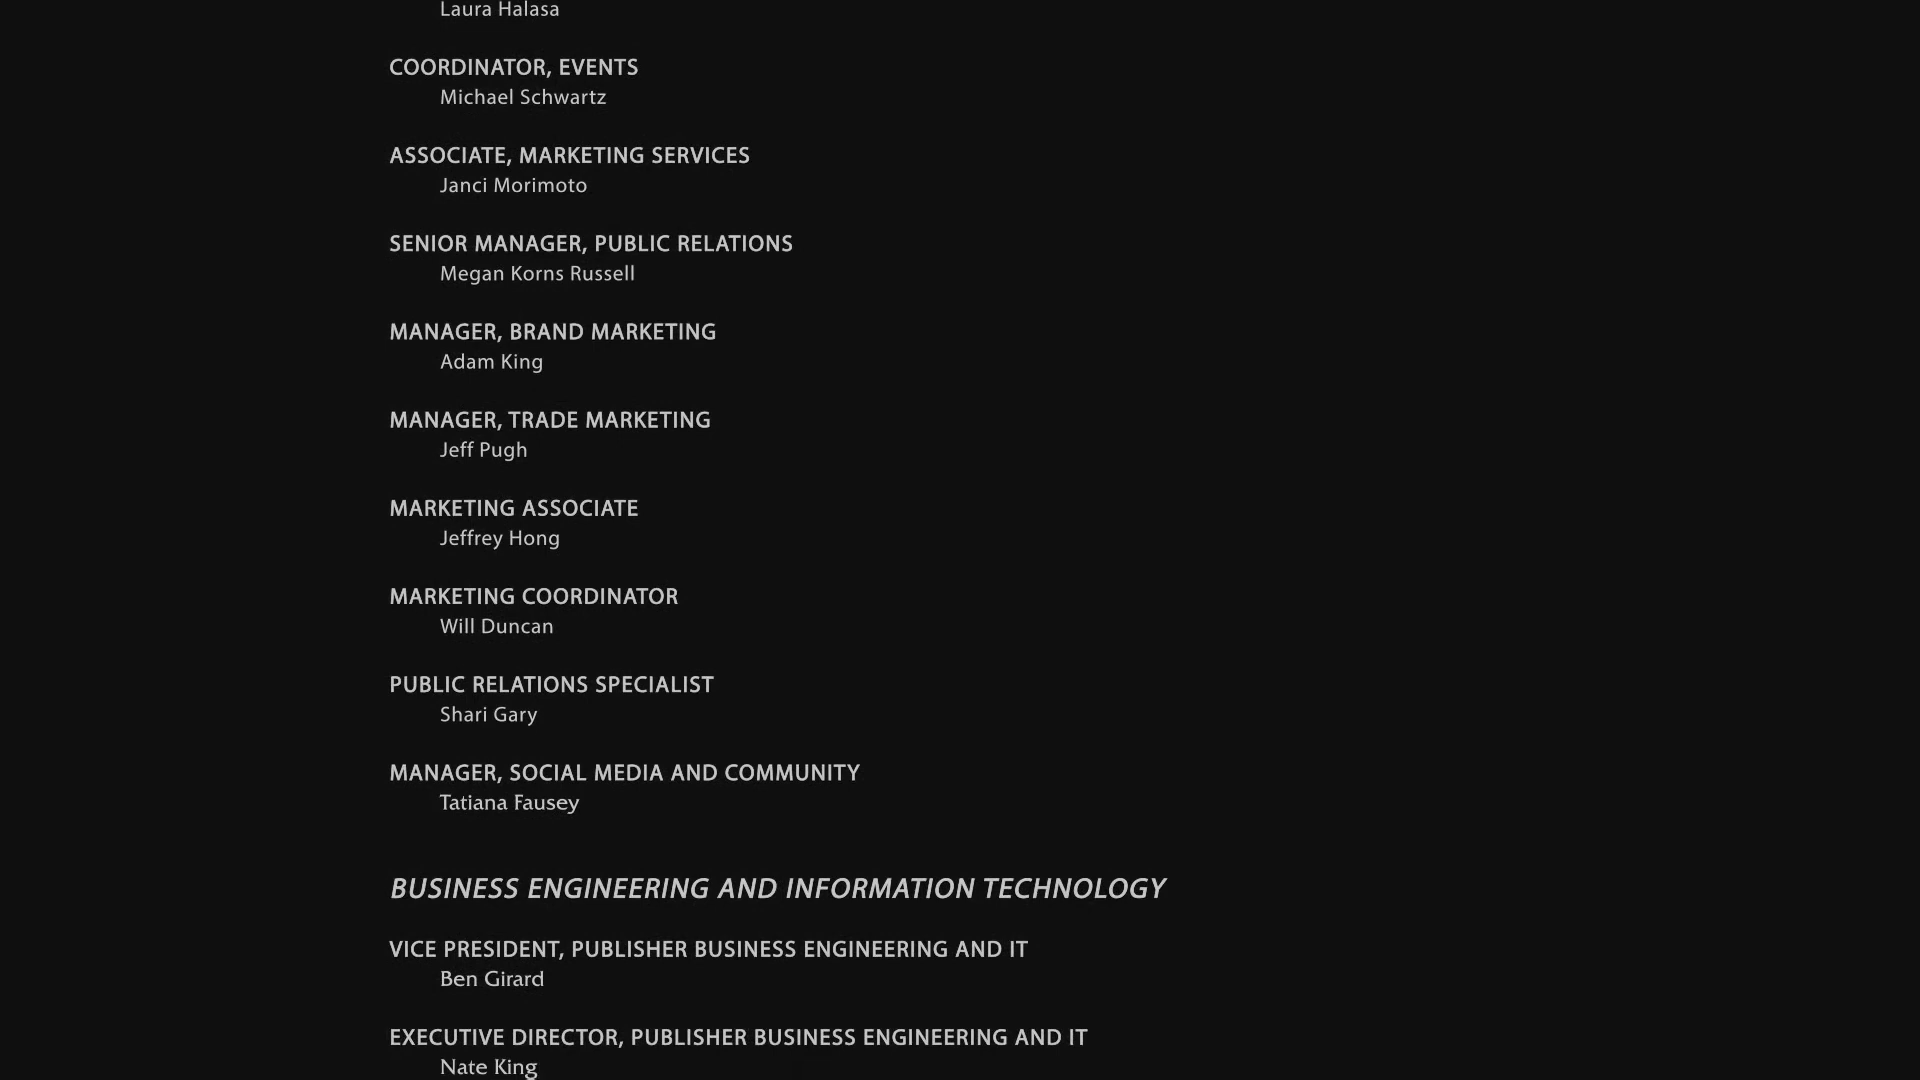 Laura Halasa
COORDINATOR, EVENTS
Michael Schwartz
ASSOCIATE, MARKETING SERVICES
Janci Morimoto
SENIOR MANAGER, PUBLIC RELATIONS
Megan Korns Russell
MANAGER, BRAND MARKETING
Adam King
MANAGER, TRADE MARKETING
Jeff Pugh
MARKETING ASSOCIATE
Jeffrey Hong
MARKETING COORDINATOR
Will Duncan
PUBLIC RELATIONS SPECIALIST
Shari Gary
MANAGER, SOCIAL MEDIA AND COMMUNITY
Tatiana Fausey
BUSINESS ENGINEERING AND INFORMATION TECHNOLOGY
VICE PRESIDENT, PUBLISHER BUSINESS ENGINEERING AND IT
Ben Girard
EXECUTIVE DIRECTOR, PUBLISHER BUSINESS ENGINEERING AND IT
Nate King